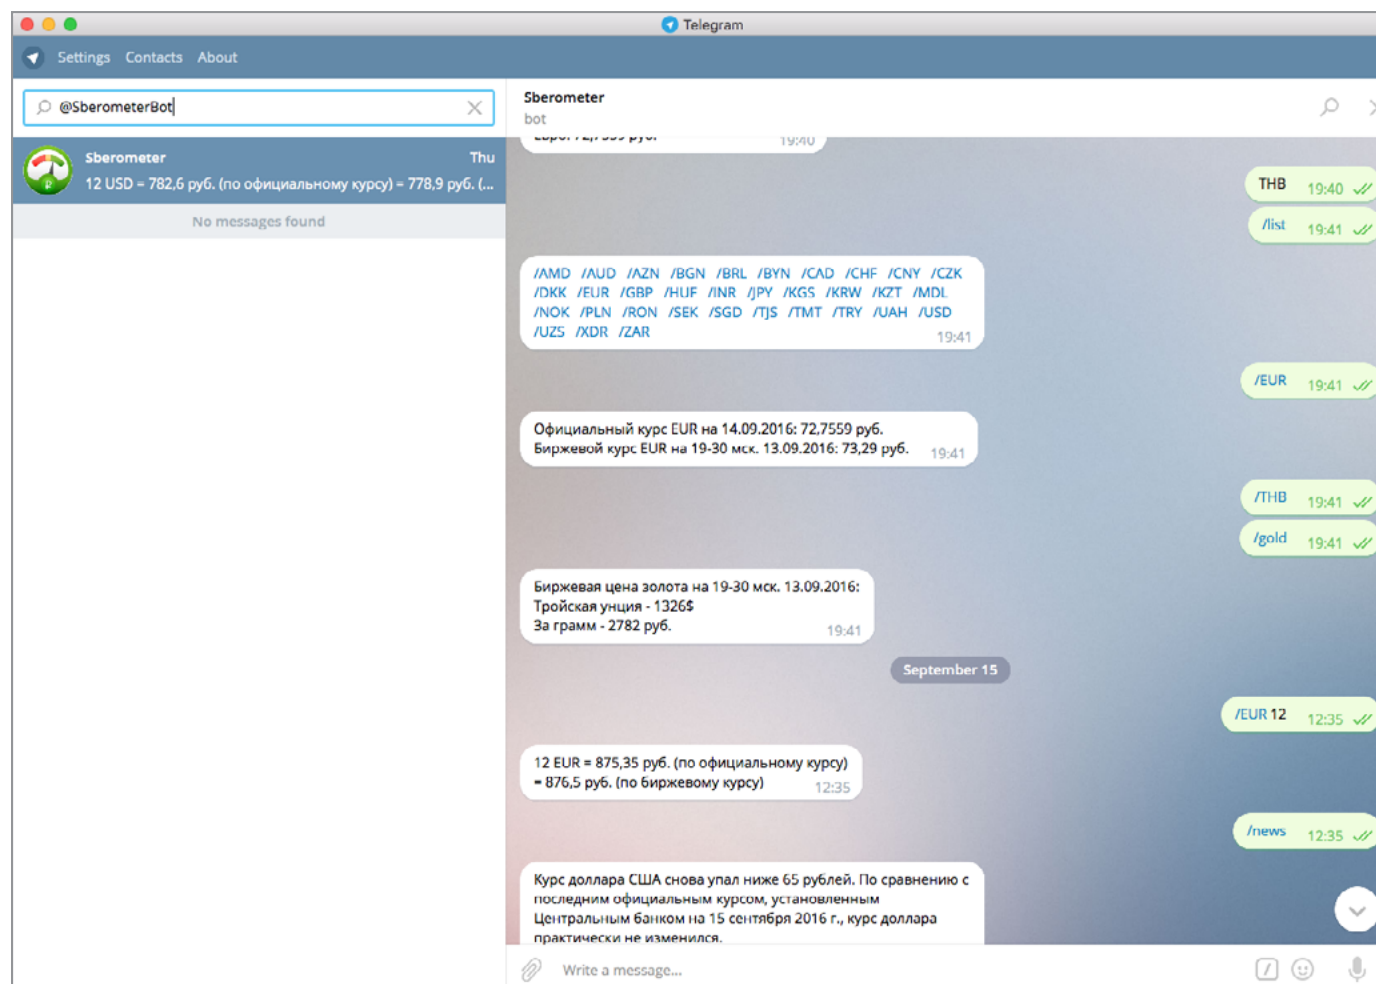 Telegram
Settings Contacts About
@SberometerBot
Sberometer Thu
12 USD = 782,6 руб. (по официальному курсу) = 778,9 руб. (...
No messages found
Sberometer
bot
19:40
THB 19:40
/list 19:41
/AMD /AUD /AZN /BGN /BRL /BYN /CAD /CHF /CNY /CZK
/DKK /EUR /GBP /HUF /INR /JPY /KGS /KRW /KZT /MDL
/NOK /PLN /RON /SEK /SGD /TJS /TMT /TRY /UAH /USD
/UZS /XDR /ZAR 19:41
/EUR 19:41
Официальный курс EUR на 14.09.2016: 72,7559 руб.
Биржевой курс EUR на 19-30 мск. 13.09.2016: 73,29 руб. 19:41
/THB 19:41
/gold 19:41
Биржевая цена золота на 19-30 мск. 13.09.2016:
Тройская унция - 1326$
За грамм - 2782 руб. 19:41
September 15
/EUR 12 12:35
12 EUR = 875,35 руб. (по официальному курсу)
= 876,5 руб. (по биржевому курсу) 12:35
/news 12:35
Курс доллара США снова упал ниже 65 рублей. По сравнению с
последним официальным курсом, установленным
Центральным банком на 15 сентября 2016 г., курс доллара
практически не изменился.
Write a message...